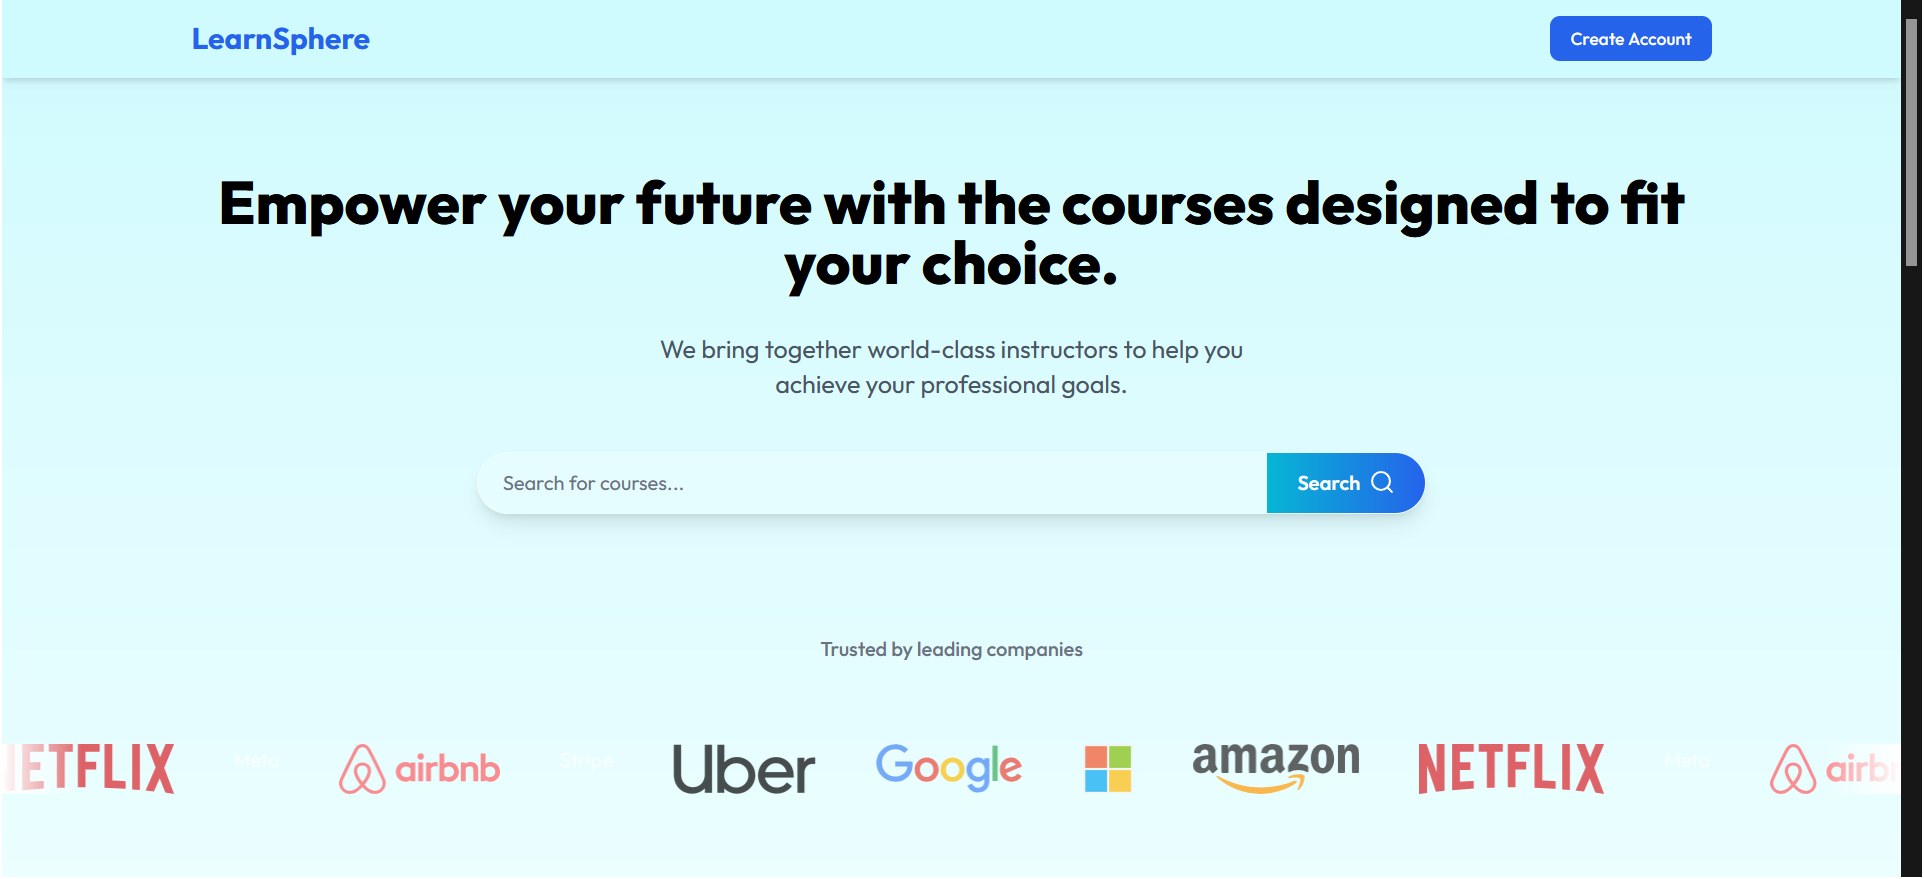 LearnSphere
Create Account
Empower your future with the courses designed to fit
your choice.
We bring together world-class instructors to help you
achieve your professional goals.
Search for courses...
Search
Trusted by leading companies
ETFLIX
Meta
airbnb
Stripe
Uber
Google
amazon
NETFLIX
Meta
airb